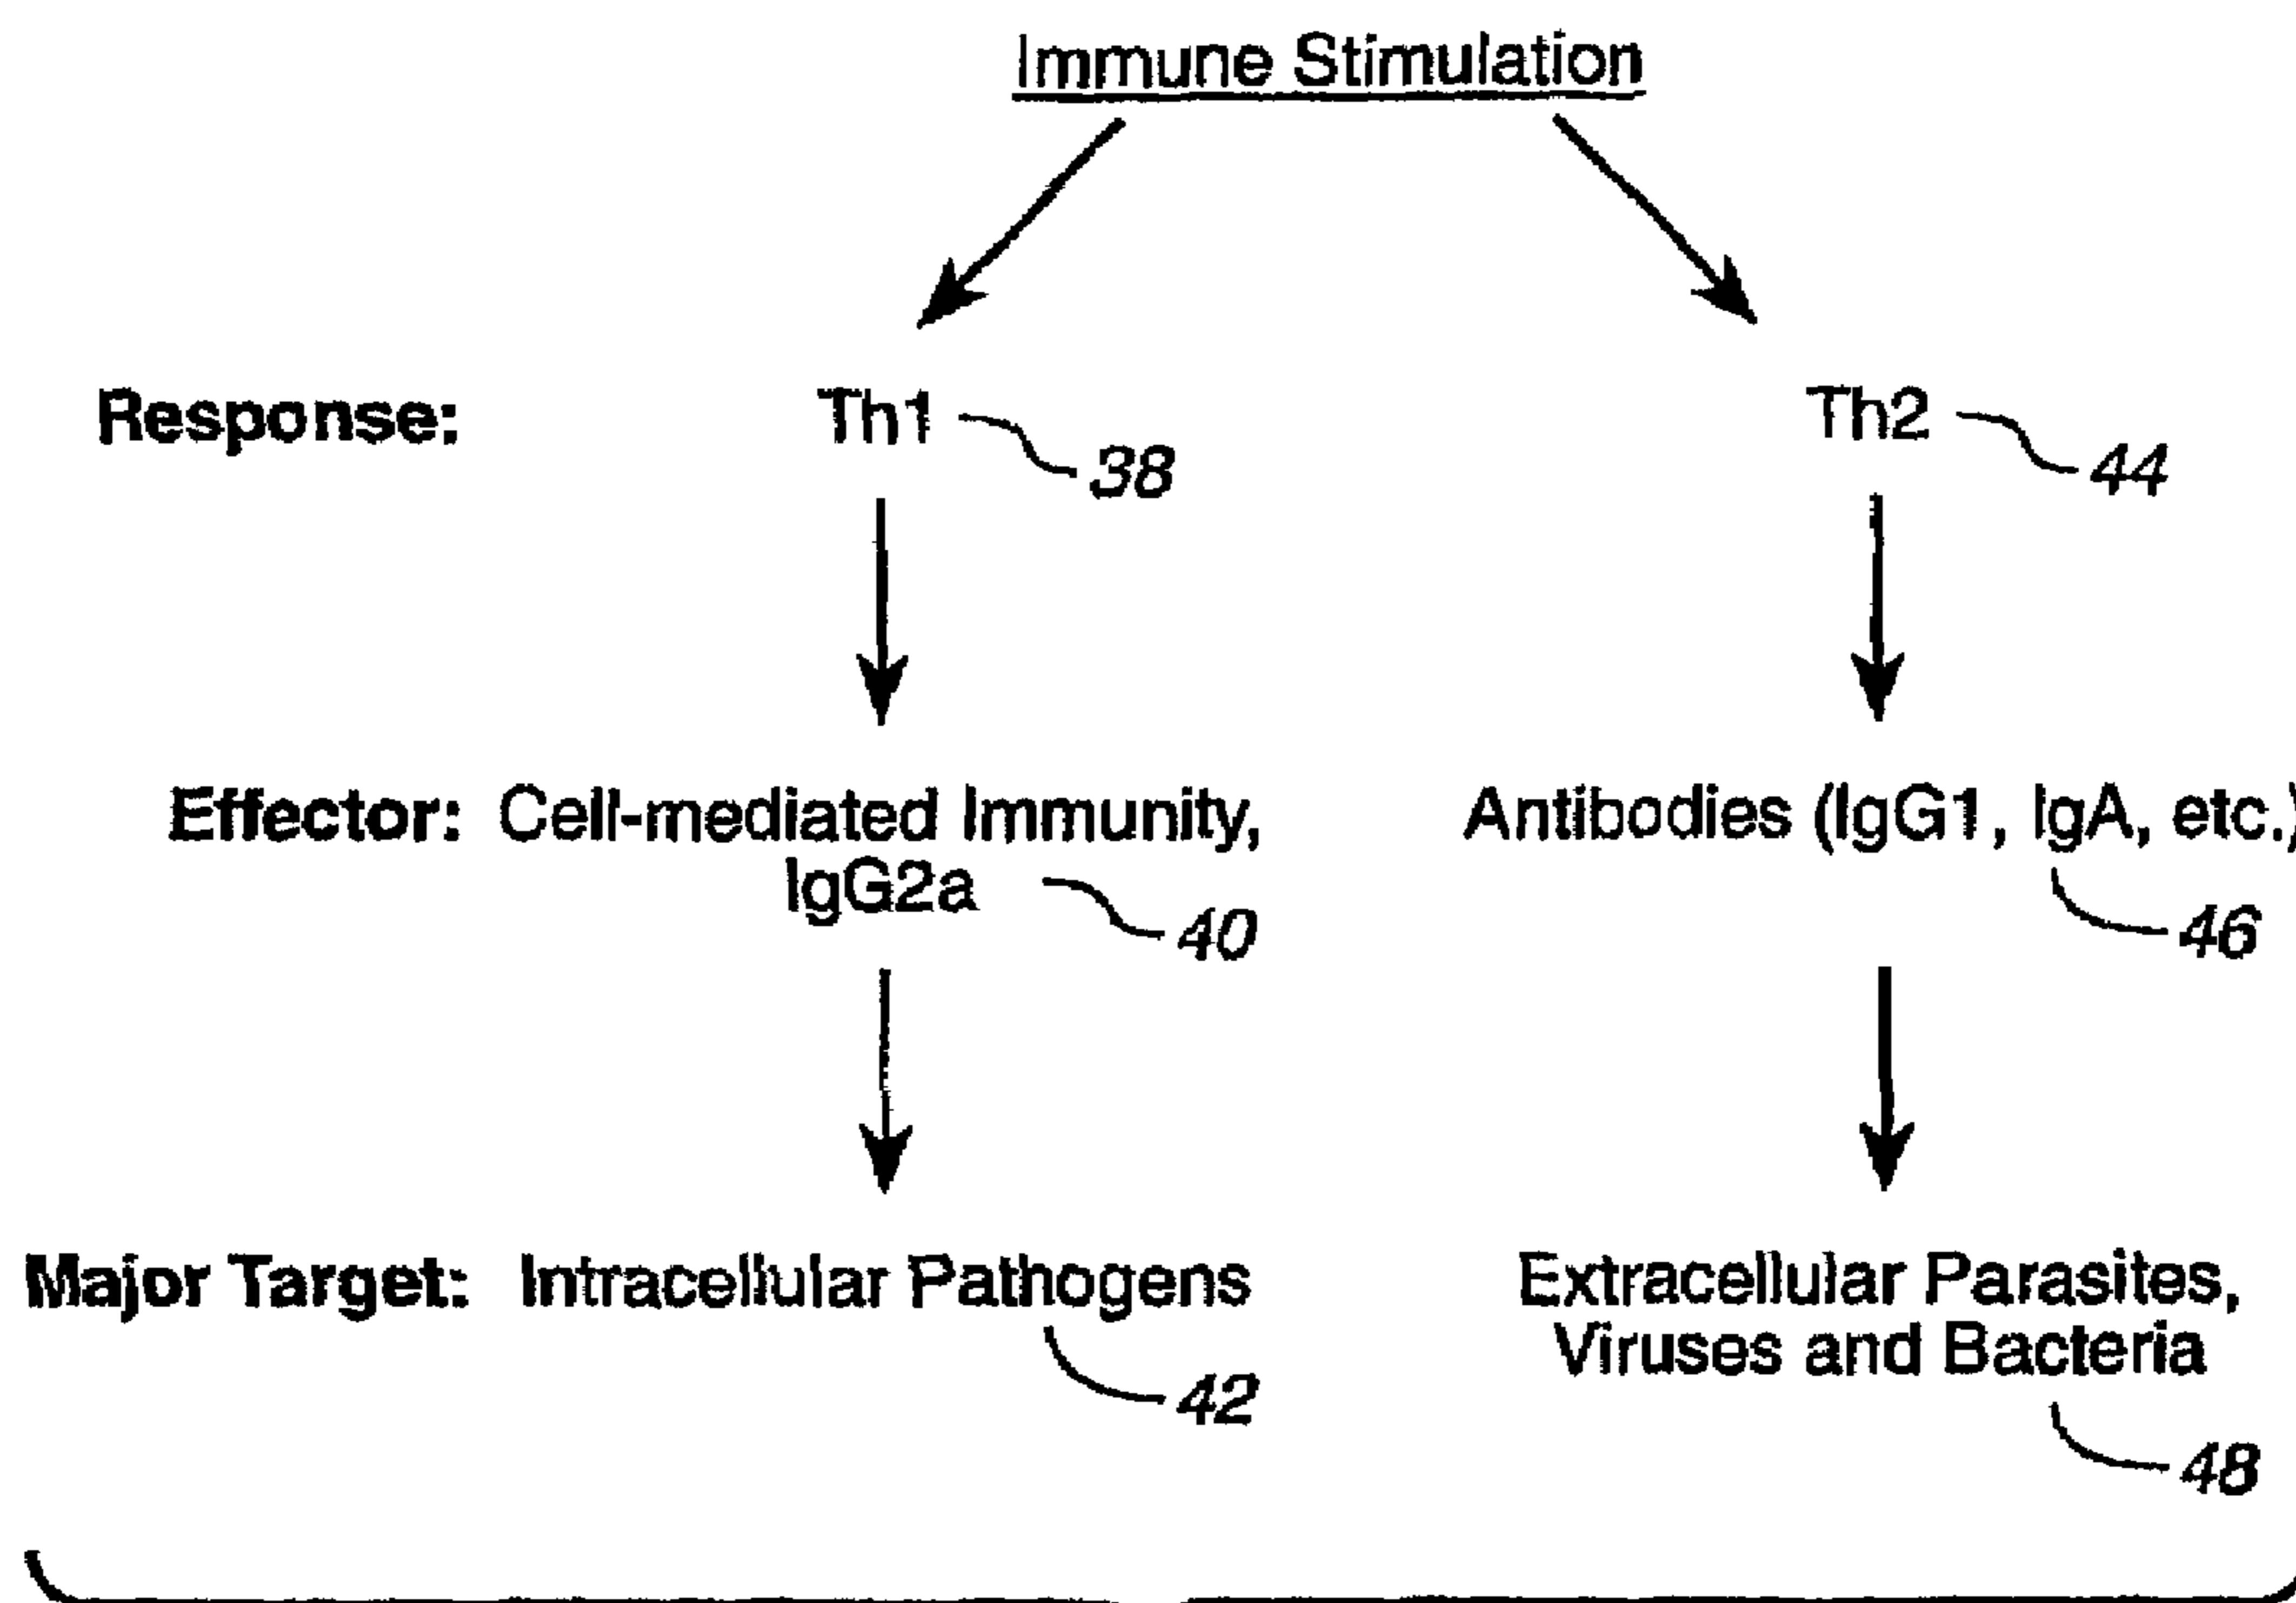 Immune Stimulation
Response: Th1 Th2
38 44
Effector: Cell-mediated Immunity, Antibodies (IgG1, IgA, etc.)
IgG2a
40 46
Major Target: Intracellular Pathogens Extracellular Parasites,
Viruses and Bacteria
42
48